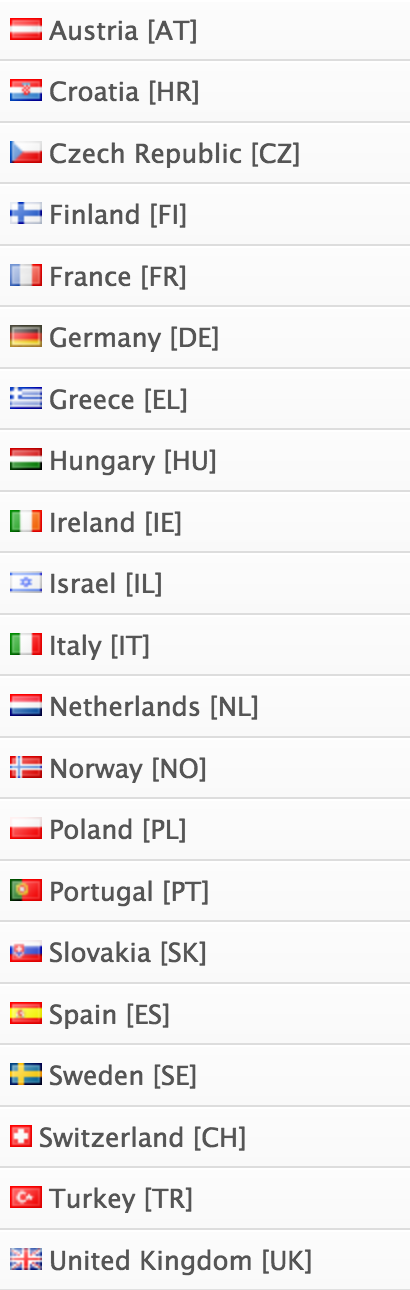 Austria [AT]
Croatia [HR]
Czech Republic [CZ]
Finland [FI]
France [FR]
Germany [DE]
Greece [EL]
Hungary [HU]
Ireland [IE]
Israel [IL]
Italy [IT]
Netherlands [NL]
Norway [NO]
Poland [PL]
Portugal [PT]
Slovakia [SK]
Spain [ES]
Sweden [SE]
Switzerland [CH]
Turkey [TR]
United Kingdom [UK]